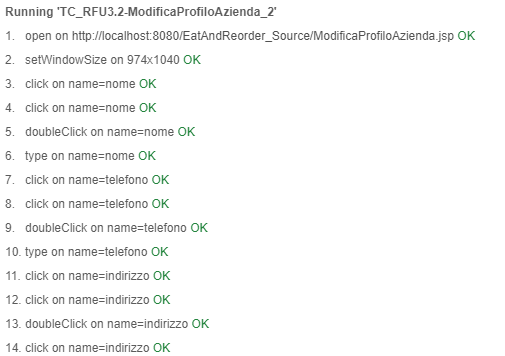 Running 'TC_RFU3.2-ModificaProfiloAzienda_2'
1. open on http://localhost:8080/EatAndReorder_Source/ModificaProfiloAzienda.jsp OK
2. setWindowSize on 974x1040 OK
3. click on name=nome OK
4. click on name=nome OK
5. doubleClick on name=nome OK
6. type on name=nome OK
7. click on name=telefono OK
8. click on name=telefono OK
9. doubleClick on name=telefono OK
10. type on name=telefono OK
11. click on name=indirizzo OK
12. click on name=indirizzo OK
13. doubleClick on name=indirizzo OK
14. click on name=indirizzo OK